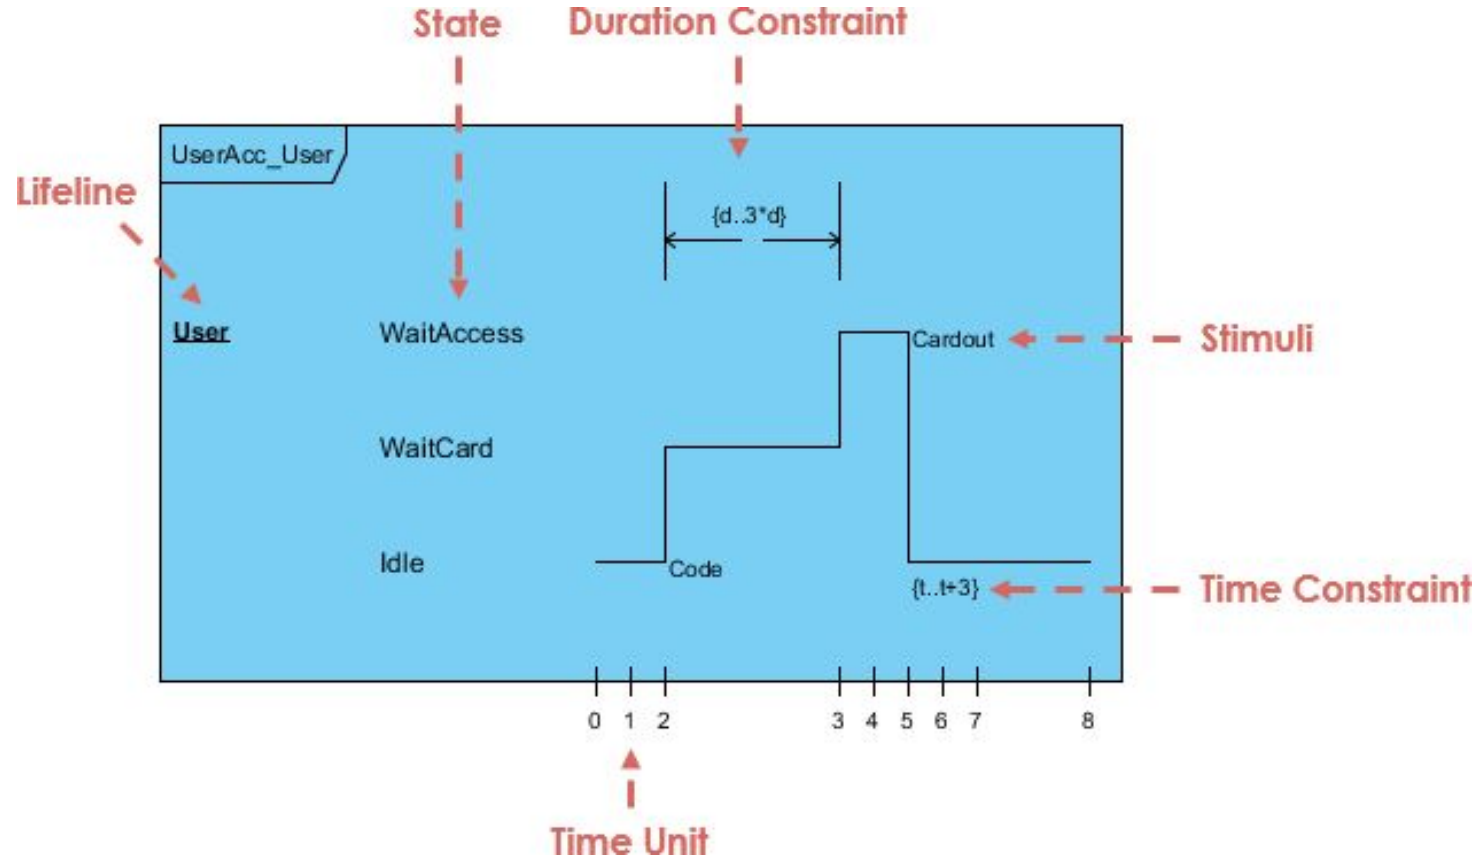 State
Duration Constraint
UserAcc_User
Lifeline
{d..3*d}
User
WaitAccess
Cardout
Stimuli
WaitCard
Idle
Code
{t..t+3}
Time Constraint
0 1 2 3 4 5 6 7 8
Time Unit